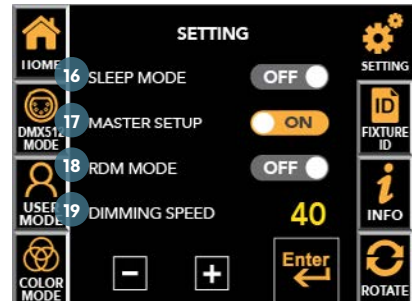 SETTING
HOME
16 SLEEP MODE OFF
SETTING
DMX512
MODE
17 MASTER SETUP ON
ID
FIXTURE
ID
18 RDM MODE OFF
USER
MODE
19 DIMMING SPEED 40
i
INFO
COLOR
MODE
- +
Enter
ROTATE